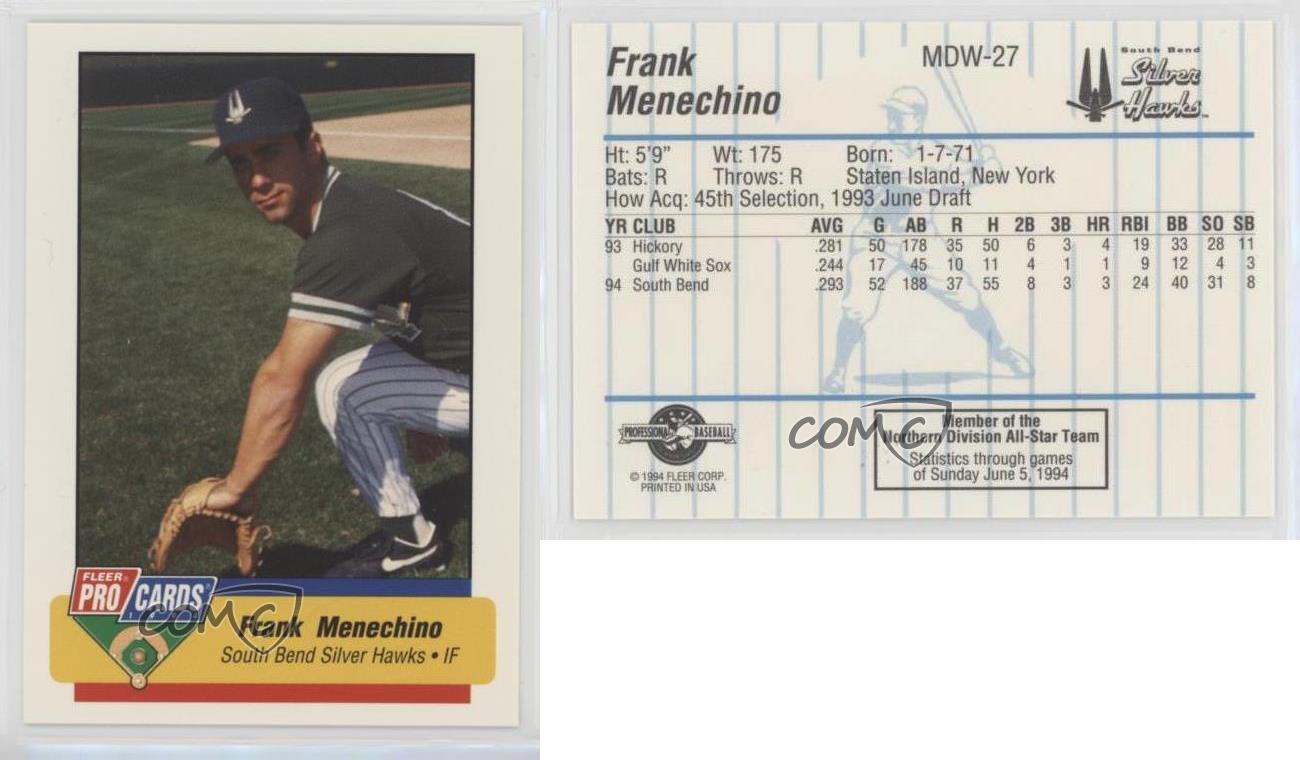 FLEER
PRO CARDS
Frank Menechino
South Bend Silver Hawks • IF
COMC
Frank
Menechino
MDW-27
South Bend
Silver
Hawks™
Ht: 5'9" Wt: 175 Born: 1-7-71
Bats: R Throws: R Staten Island, New York
How Acq: 45th Selection, 1993 June Draft
YR CLUB AVG G AB R H 2B 3B HR RBI BB SO SB
93 Hickory .281 50 178 35 50 6 3 4 19 33 28 11
Gulf White Sox .244 17 45 10 11 4 1 1 9 12 4 3
94 South Bend .293 52 188 37 55 8 3 3 24 40 31 8
PROFESSIONAL BASEBALL
© 1994 FLEER CORP.
PRINTED IN USA
COMC
Member of the
Northern Division All-Star Team
Statistics through games
of Sunday June 5, 1994